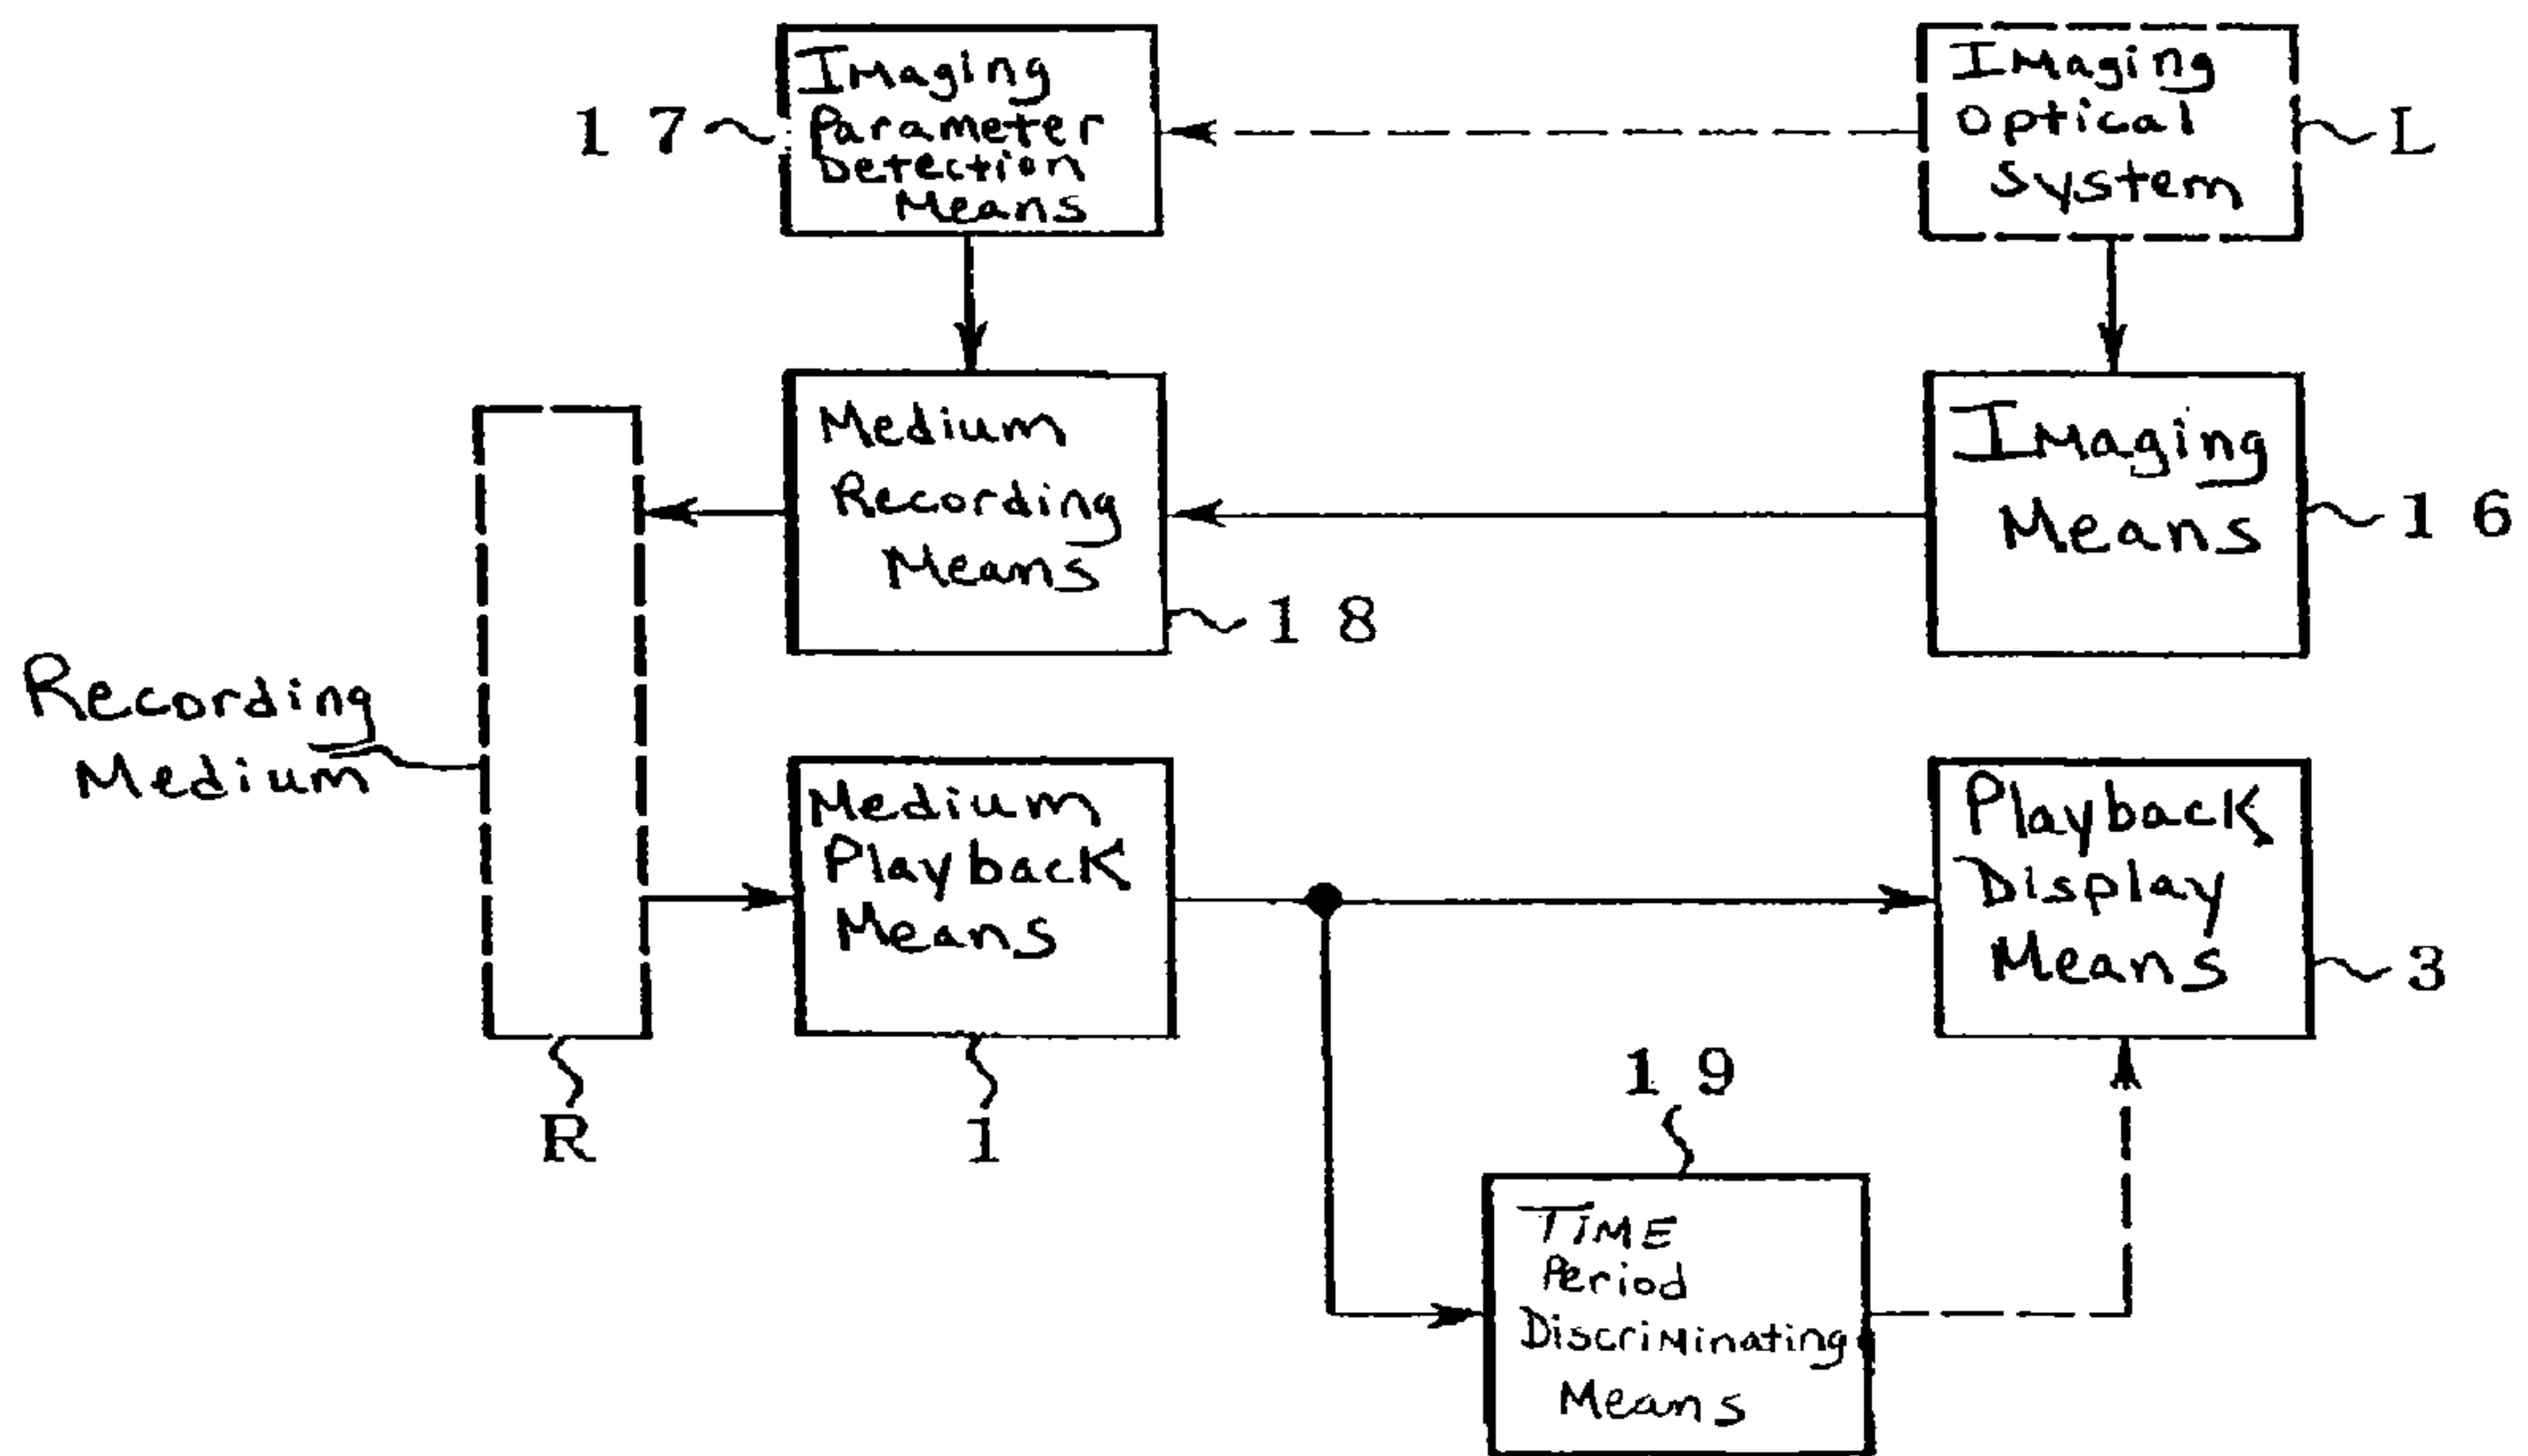 Imaging
Parameter
Detection
Means
17
Imaging
Optical
System
L
Medium
Recording
Means
18
Imaging
Means
16
Recording
Medium
R
Medium
Playback
Means
1
Playback
Display
Means
3
19
TIME
Period
Discriminating
Means